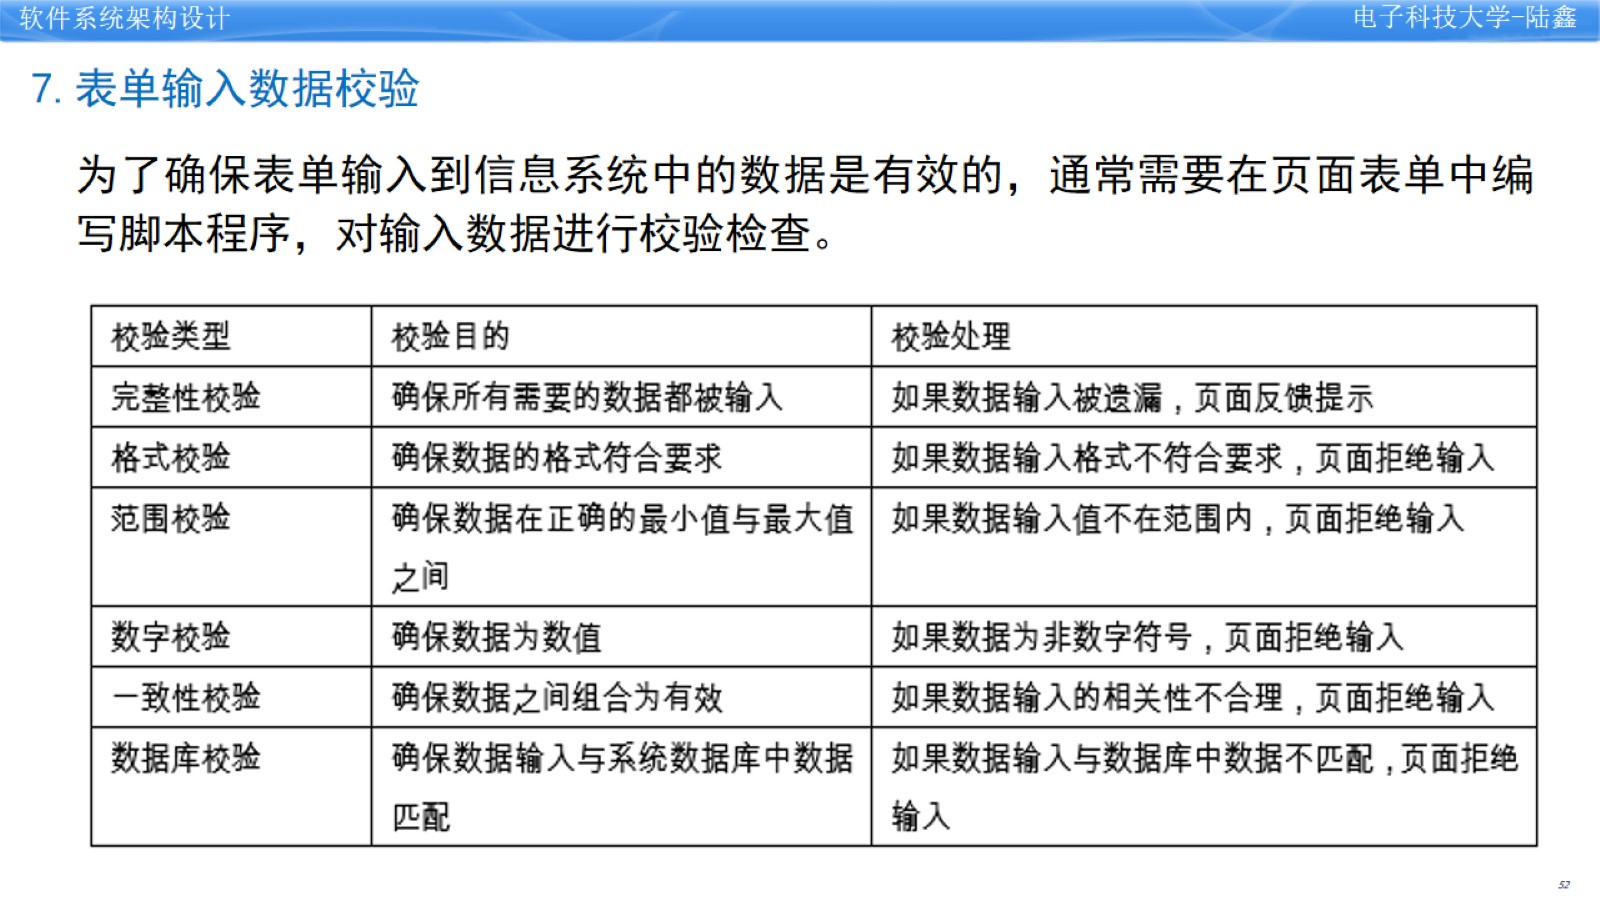 软件系统架构设计
电子科技大学-陆鑫
7. 表单输入数据校验
为了确保表单输入到信息系统中的数据是有效的，通常需要在页面表单中编
写脚本程序，对输入数据进行校验检查。
校验类型 校验目的 校验处理
完整性校验 确保所有需要的数据都被输入 如果数据输入被遗漏，页面反馈提示
格式校验 确保数据的格式符合要求 如果数据输入格式不符合要求，页面拒绝输入
范围校验 确保数据在正确的最小值与最大值 如果数据输入值不在范围内，页面拒绝输入
之间
数字校验 确保数据为数值 如果数据为非数字符号，页面拒绝输入
一致性校验 确保数据之间组合为有效 如果数据输入的相关性不合理，页面拒绝输入
数据库校验 确保数据输入与系统数据库中数据 如果数据输入与数据库中数据不匹配，页面拒绝
匹配 输入
52